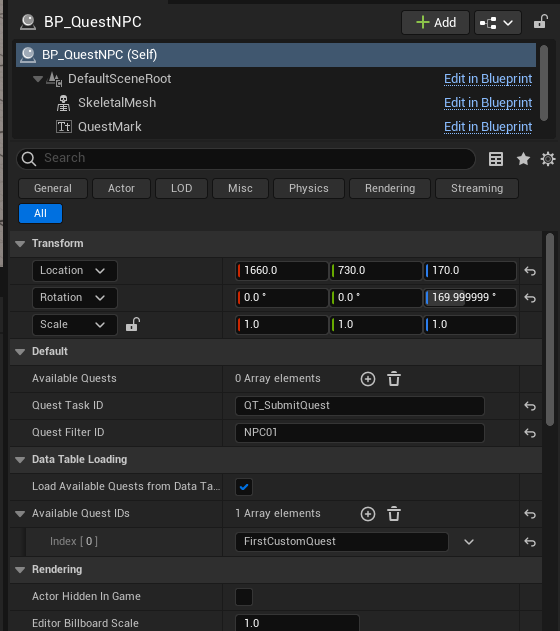 BP_QuestNPC
Add
BP_QuestNPC (Self)
DefaultSceneRoot Edit in Blueprint
SkeletalMesh Edit in Blueprint
Tt QuestMark Edit in Blueprint
Search
General Actor LOD Misc Physics Rendering Streaming
All
Transform
Location 1660.0 730.0 170.0
Rotation 0.0 ° 0.0 ° 169.999999 °
Scale 1.0 1.0 1.0
Default
Available Quests 0 Array elements
Quest Task ID QT_SubmitQuest
Quest Filter ID NPC01
Data Table Loading
Load Available Quests from Data Ta...
Available Quest IDs 1 Array elements
Index [ 0 ] FirstCustomQuest
Rendering
Actor Hidden In Game
Editor Billboard Scale 1.0